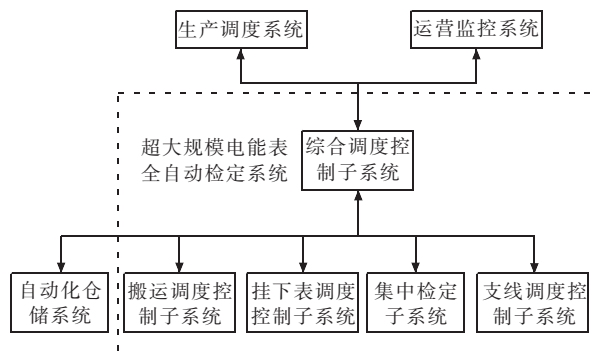 生产调度系统
运营监控系统
超大规模电能表
全自动检定系统
综合调度控
制子系统
自动化仓
储系统
搬运调度控
制子系统
挂下表调度
控制子系统
集中检定
子系统
支线调度控
制子系统